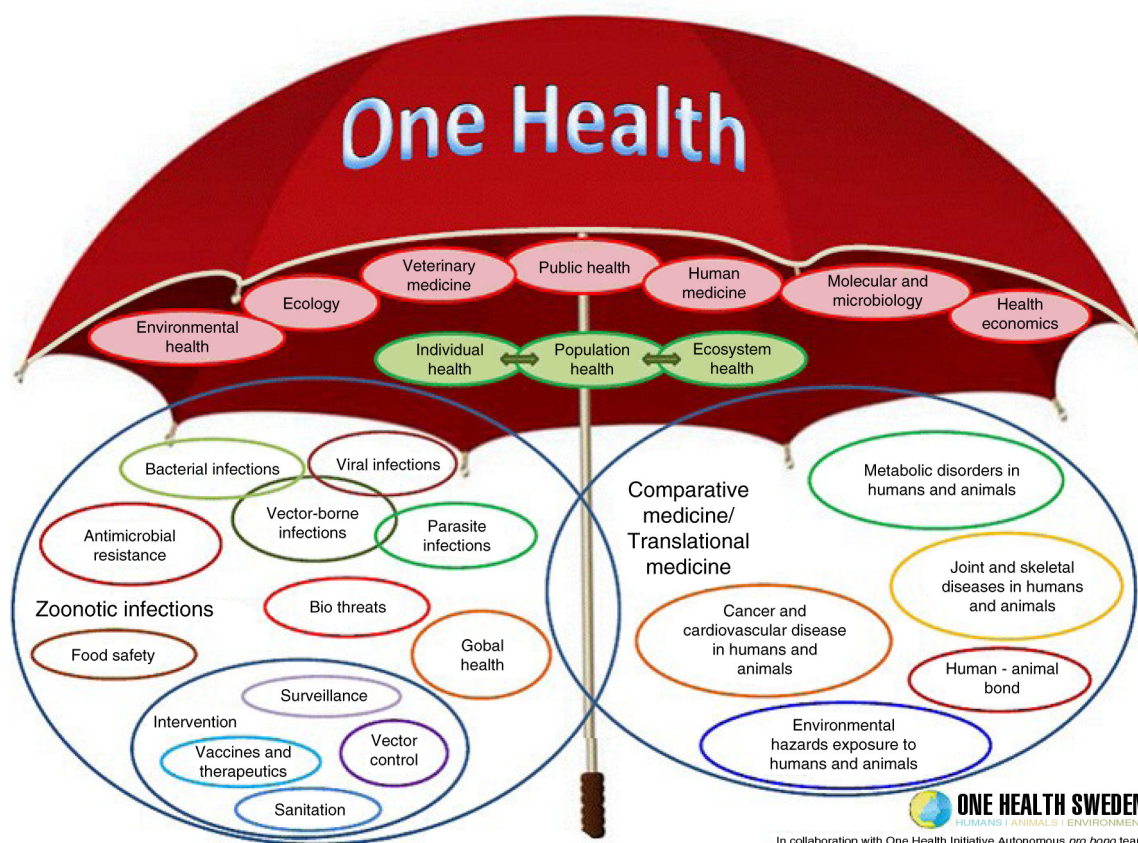 One Health
Environmental
health
Ecology
Veterinary
medicine
Public health
Human
medicine
Molecular and
microbiology
Health
economics
Individual
health
Population
health
Ecosystem
health
Bacterial infections
Viral infections
Vector-borne
infections
Parasite
infections
Antimicrobial
resistance
Zoonotic infections
Bio threats
Food safety
Gobal
health
Surveillance
Intervention
Vaccines and
therapeutics
Vector
control
Sanitation
Comparative
medicine/
Translational
medicine
Metabolic disorders in
humans and animals
Joint and skeletal
diseases in humans
and animals
Cancer and
cardiovascular disease
in humans and
animals
Human - animal
bond
Environmental
hazards exposure to
humans and animals
ONE HEALTH SWEDEN
HUMANS | ANIMALS | ENVIRONMEN
In collaboration with One Health Initiative Autonomous pro bono tea